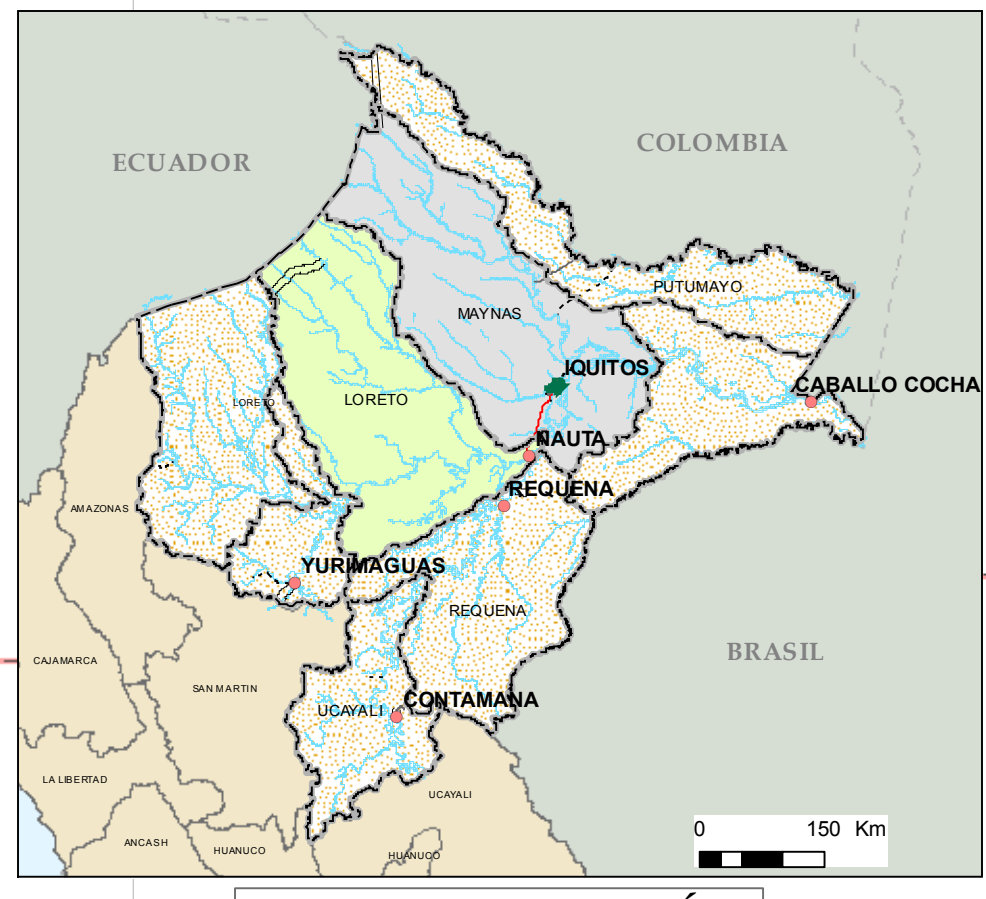 COLOMBIA
ECUADOR
PUTUMAYO
MAYNAS
IQUITOS
CABALLO COCHA
LORETO
LORETO
NAUTA
REQUENA
AMAZONAS
YURIMAGUAS
REQUENA
BRASIL
CAJAMARCA
SAN MARTIN
CONTAMANA
UCAYALI
LA LIBERTAD
UCAYALI
0 150 Km
ANCASH
HUANUCO
HUANUCO